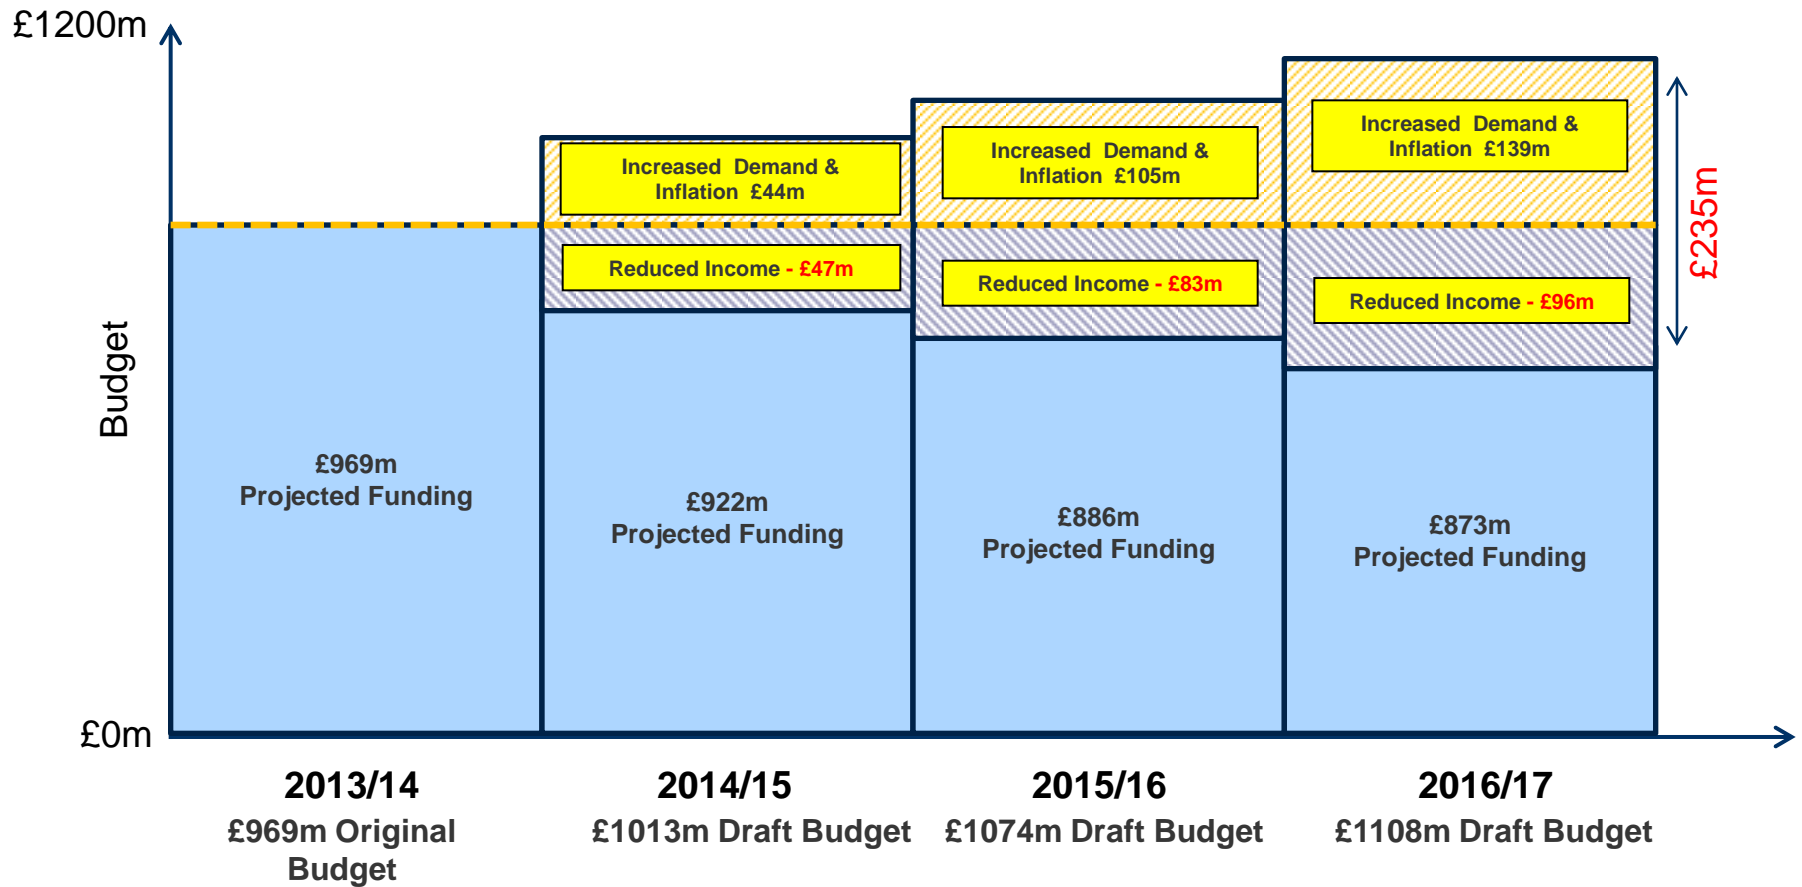 £1200m
Increased Demand &
Inflation £139m
Increased Demand &
Inflation £105m
Increased Demand &
Inflation £44m
£235m
Reduced Income - £47m
Reduced Income - £83m
Reduced Income - £96m
Budget
£969m
Projected Funding
£922m
Projected Funding
£886m
Projected Funding
£873m
Projected Funding
£0m
2013/14
£969m Original
Budget
2014/15
£1013m Draft Budget
2015/16
£1074m Draft Budget
2016/17
£1108m Draft Budget